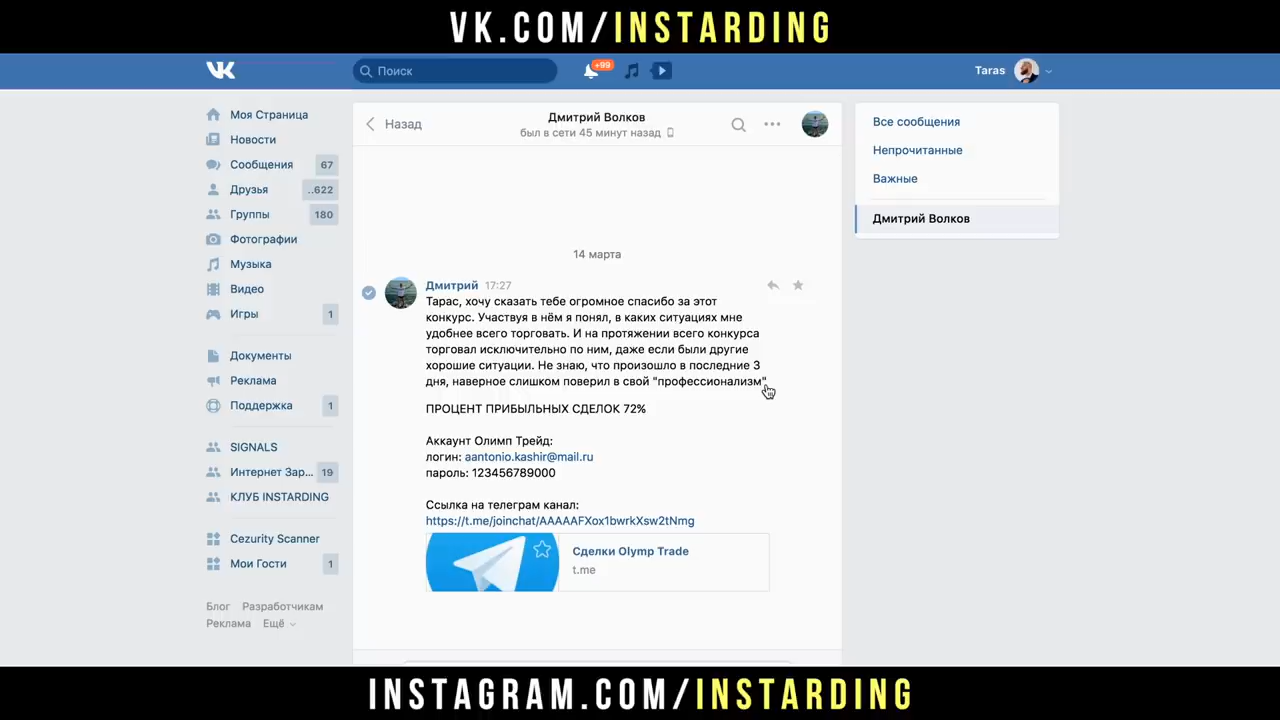 VK.COM/INSTARDING
Поиск
+99
Taras
Моя Страница
Новости
Сообщения 67
Друзья ..622
Группы 180
Фотографии
Музыка
Видео
Игры 1
Документы
Реклама
Поддержка 1
SIGNALS
Интернет Зар... 19
КЛУБ INSTARDING
Cezurity Scanner
Мои Гости 1
Блог Разработчикам
Реклама Ещё
Назад
Дмитрий Волков
был в сети 45 минут назад
14 марта
Дмитрий 17:27
Тарас, хочу сказать тебе огромное спасибо за этот
конкурс. Участвуя в нём я понял, в каких ситуациях мне
удобнее всего торговать. И на протяжении всего конкурса
торговал исключительно по ним, даже если были другие
хорошие ситуации. Не знаю, что произошло в последние 3
дня, наверное слишком поверил в свой "профессионализм"
ПРОЦЕНТ ПРИБЫЛЬНЫХ СДЕЛОК 72%
Аккаунт Олимп Трейд:
логин: aantonio.kashir@mail.ru
пароль: 123456789000
Ссылка на телеграм канал:
https://t.me/joinchat/AAAAAFXox1bwrkXsw2tNmg
Сделки Olymp Trade
t.me
Все сообщения
Непрочитанные
Важные
Дмитрий Волков
INSTAGRAM.COM/INSTARDING